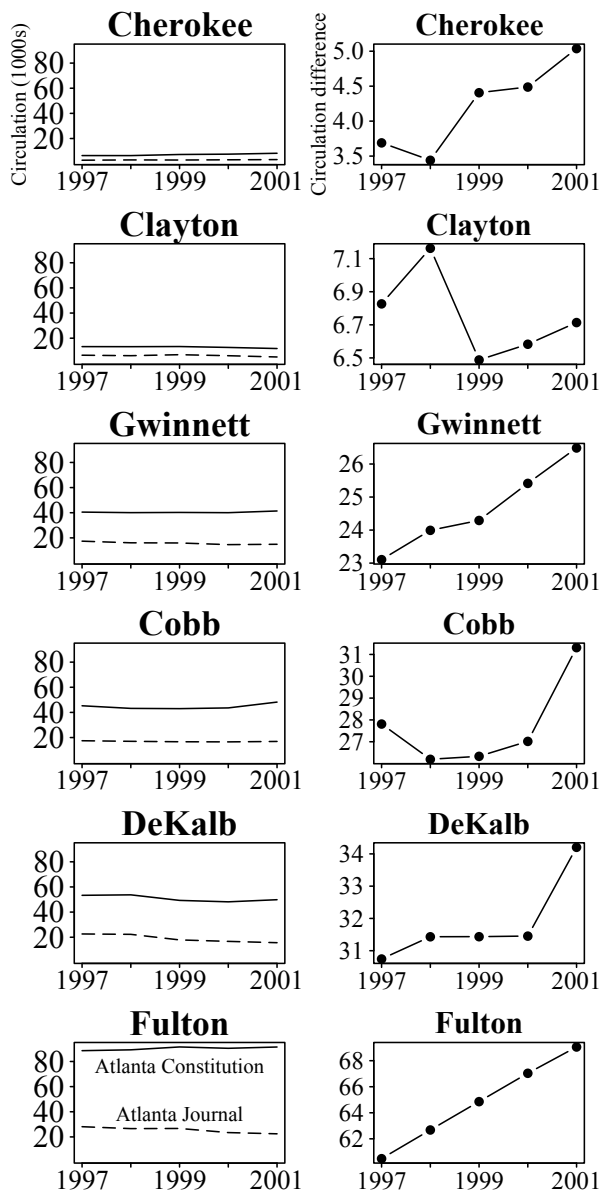 Cherokee
Circulation (1000s)
80
60
40
20
1997 1999 2001
Cherokee
Circulation difference
5.0
4.5
4.0
3.5
1997 1999 2001
Clayton
80
60
40
20
1997 1999 2001
Clayton
7.1
6.9
6.7
6.5
1997 1999 2001
Gwinnett
80
60
40
20
1997 1999 2001
Gwinnett
26
25
24
23
1997 1999 2001
Cobb
80
60
40
20
1997 1999 2001
Cobb
31
30
29
28
27
1997 1999 2001
DeKalb
80
60
40
20
1997 1999 2001
DeKalb
34
33
32
31
1997 1999 2001
Fulton
80
60
40
20
Atlanta Constitution
Atlanta Journal
1997 1999 2001
Fulton
68
66
64
62
1997 1999 2001